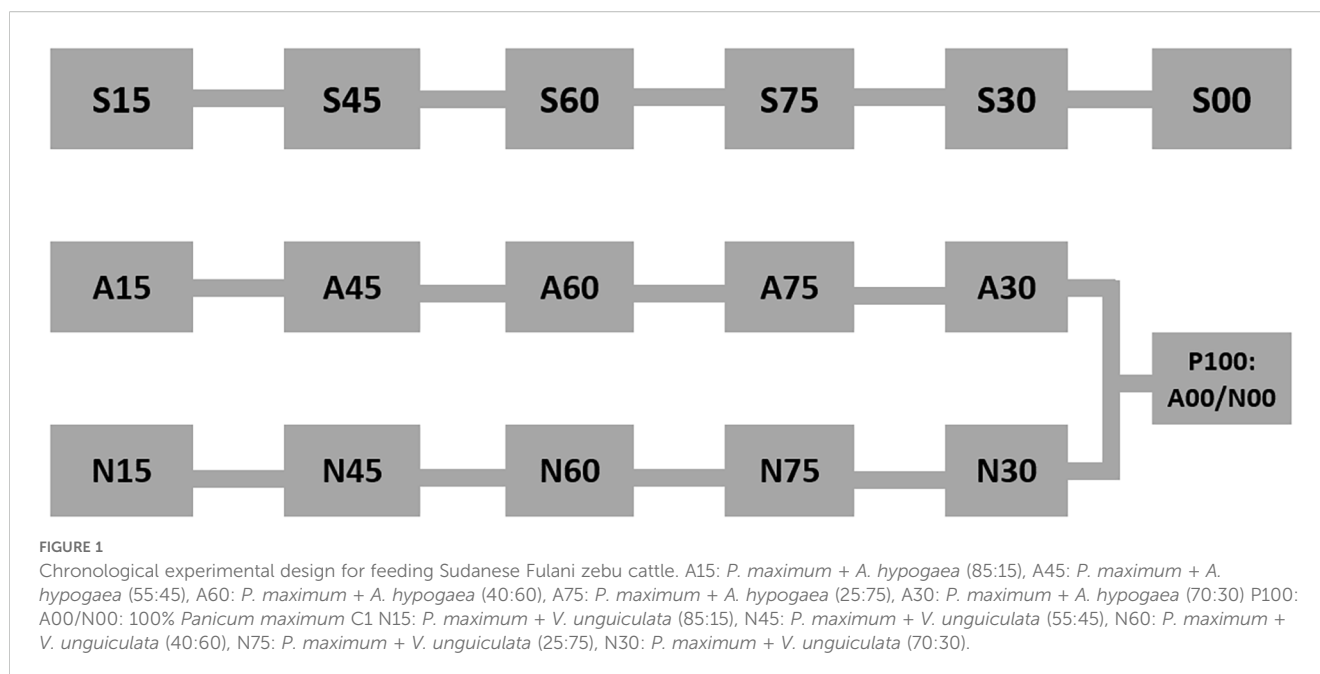 S15 S45 S60 S75 S30 S00
A15 A45 A60 A75 A30
P100:
A00/N00
N15 N45 N60 N75 N30
FIGURE 1
Chronological experimental design for feeding Sudanese Fulani zebu cattle. A15: P. maximum + A. hypogaea (85:15), A45: P. maximum + A.
hypogaea (55:45), A60: P. maximum + A. hypogaea (40:60), A75: P. maximum + A. hypogaea (25:75), A30: P. maximum + A. hypogaea (70:30) P100:
A00/N00: 100% Panicum maximum C1 N15: P. maximum + V. unguiculata (85:15), N45: P. maximum + V. unguiculata (55:45), N60: P. maximum +
V. unguiculata (40:60), N75: P. maximum + V. unguiculata (25:75), N30: P. maximum + V. unguiculata (70:30).